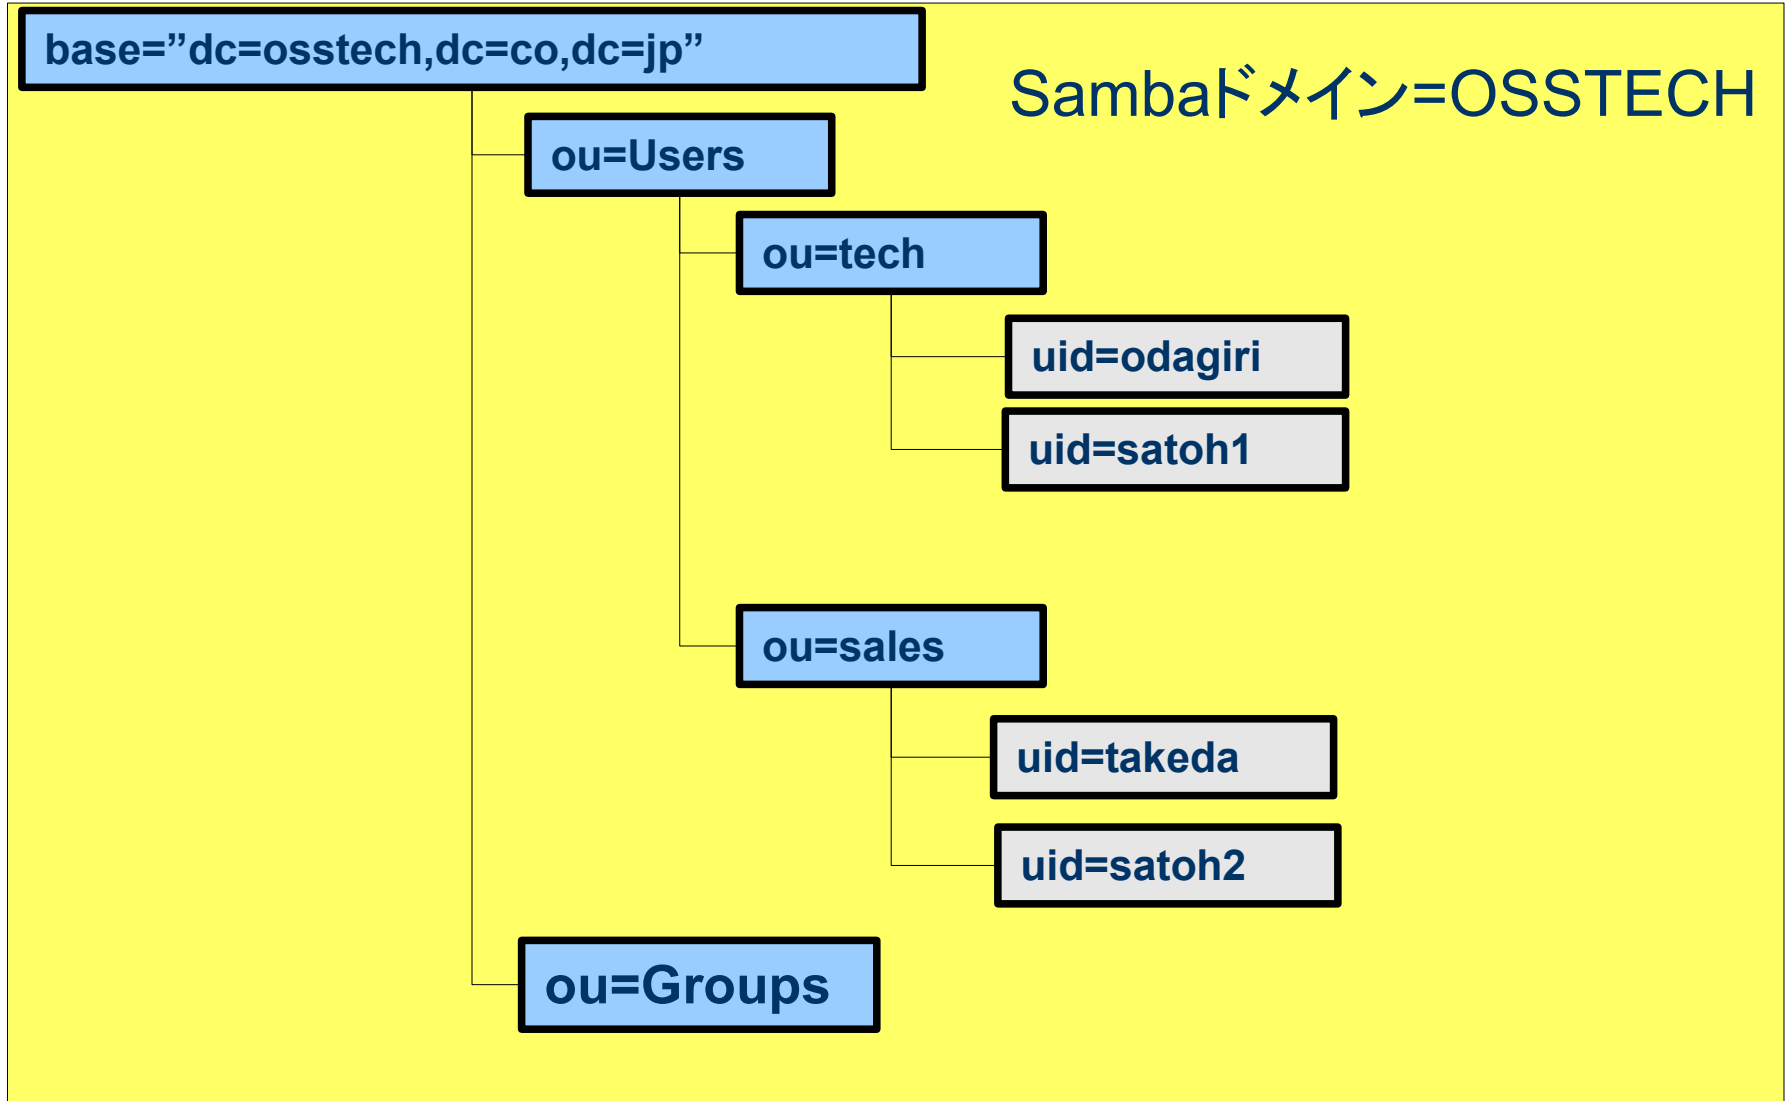 base=”dc=osstech,dc=co,dc=jp”
Sambaドメイン=OSSTECH
ou=Users
ou=tech
uid=odagiri
uid=satoh1
ou=sales
uid=takeda
uid=satoh2
ou=Groups